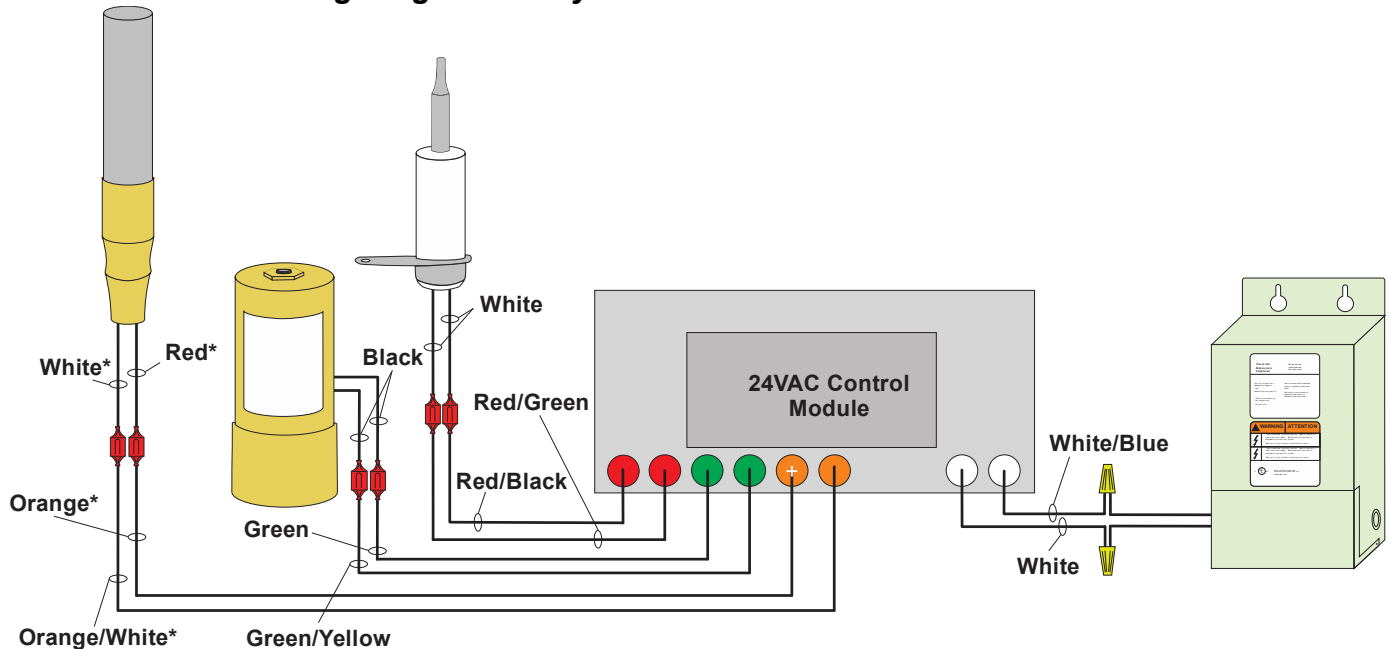 White
White*
Red*
Black
24VAC Control
Module
Red/Green
White/Blue
WARNING ATTENTION
Red/Black
+
Orange*
Green
White
Orange/White*
Green/Yellow